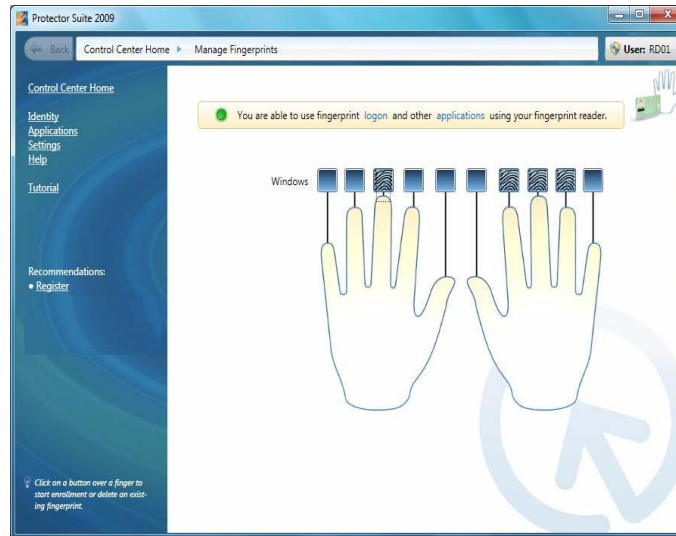 Protector Suite 2009
Back
Control Center Home
Manage Fingerprints
User: RD01
Control Center Home
Identity
Applications
Settings
Help
Tutorial
Recommendations:
• Register
Click on a button over a finger to
start enrollment or delete an exist-
ing fingerprint.
You are able to use fingerprint logon and other applications using your fingerprint reader.
Windows